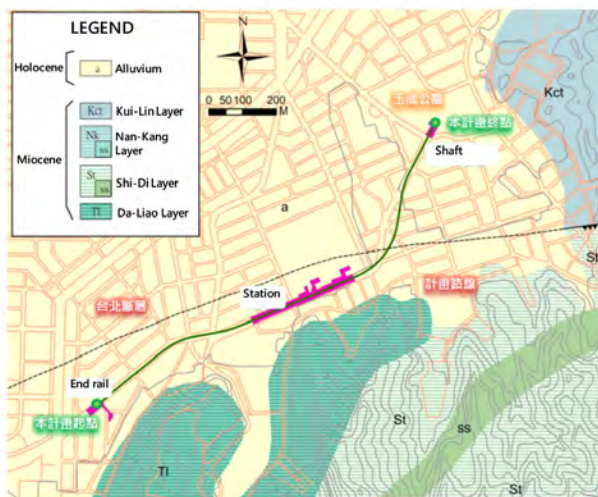 LEGEND
Holocene
a
Alluvium
Miocene
Kct
Kui-Lin Layer
Nk
ss
Nan-Kang
Layer
St
ss
Shi-Di Layer
Tl
Da-Liao Layer
N
0 50 100 200
M
玉成公園
本計畫終點
Shaft
Kct
a
St
台北斷層
Station
計畫路線
End rail
本計畫起點
Tl
St
ss
St